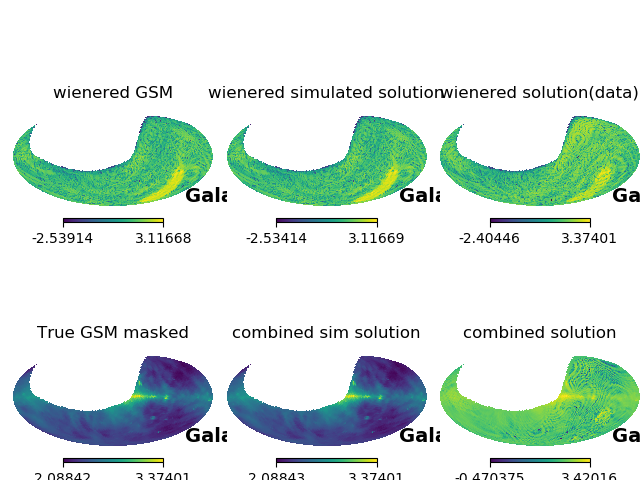 wienered GSM wienered simulated solution wienered solution(data)
Gala Gala Ga
-2.53914 3.11668 -2.53414 3.11669 -2.40446 3.37401
True GSM masked combined sim solution combined solution
Gala Gala Ga
2.08842 3.37401 2.08843 3.37401 -0.470375 3.42016